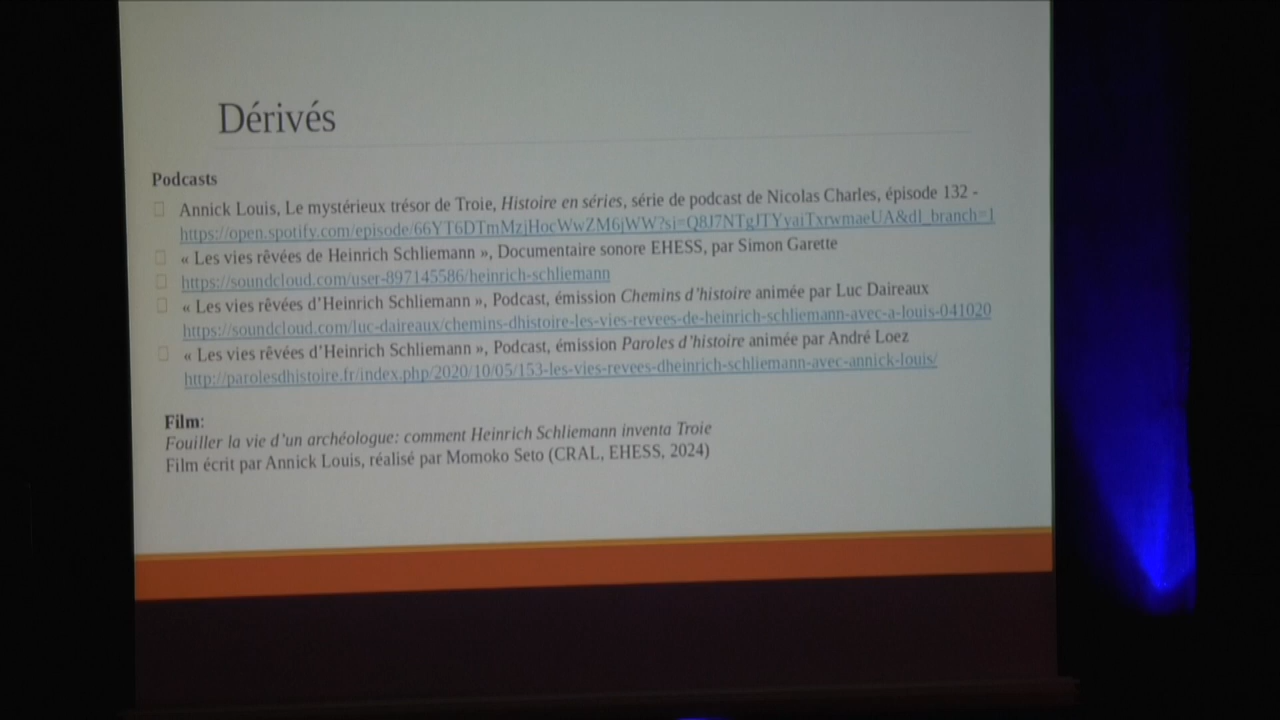 Dérivés
Podcasts
Annick Louis, Le mystérieux trésor de Troie, Histoire en séries, série de podcast de Nicolas Charles, épisode 132 -
https://open.spotify.com/episode/66YT6DTmMzjHocWwZM6jWW?si=Q8J7NTgJTYyaiTxrwmaeUA&dl_branch=1
« Les vies rêvées de Heinrich Schliemann », Documentaire sonore EHESS, par Simon Garette
https://soundcloud.com/user-897145586/heinrich-schliemann
« Les vies rêvées d’Heinrich Schliemann », Podcast, émission Chemins d’histoire animée par Luc Daireaux
https://soundcloud.com/luc-daireaux/chemins-dhistoire-les-vies-revees-de-heinrich-schliemann-avec-a-louis-041020
« Les vies rêvées d’Heinrich Schliemann », Podcast, émission Paroles d’histoire animée par André Loez
http://parolesdhistoire.fr/index.php/2020/10/05/153-les-vies-revees-dheinrich-schliemann-avec-annick-louis/
Film:
Fouiller la vie d’un archéologue: comment Heinrich Schliemann inventa Troie
Film écrit par Annick Louis, réalisé par Momoko Seto (CRAL, EHESS, 2024)